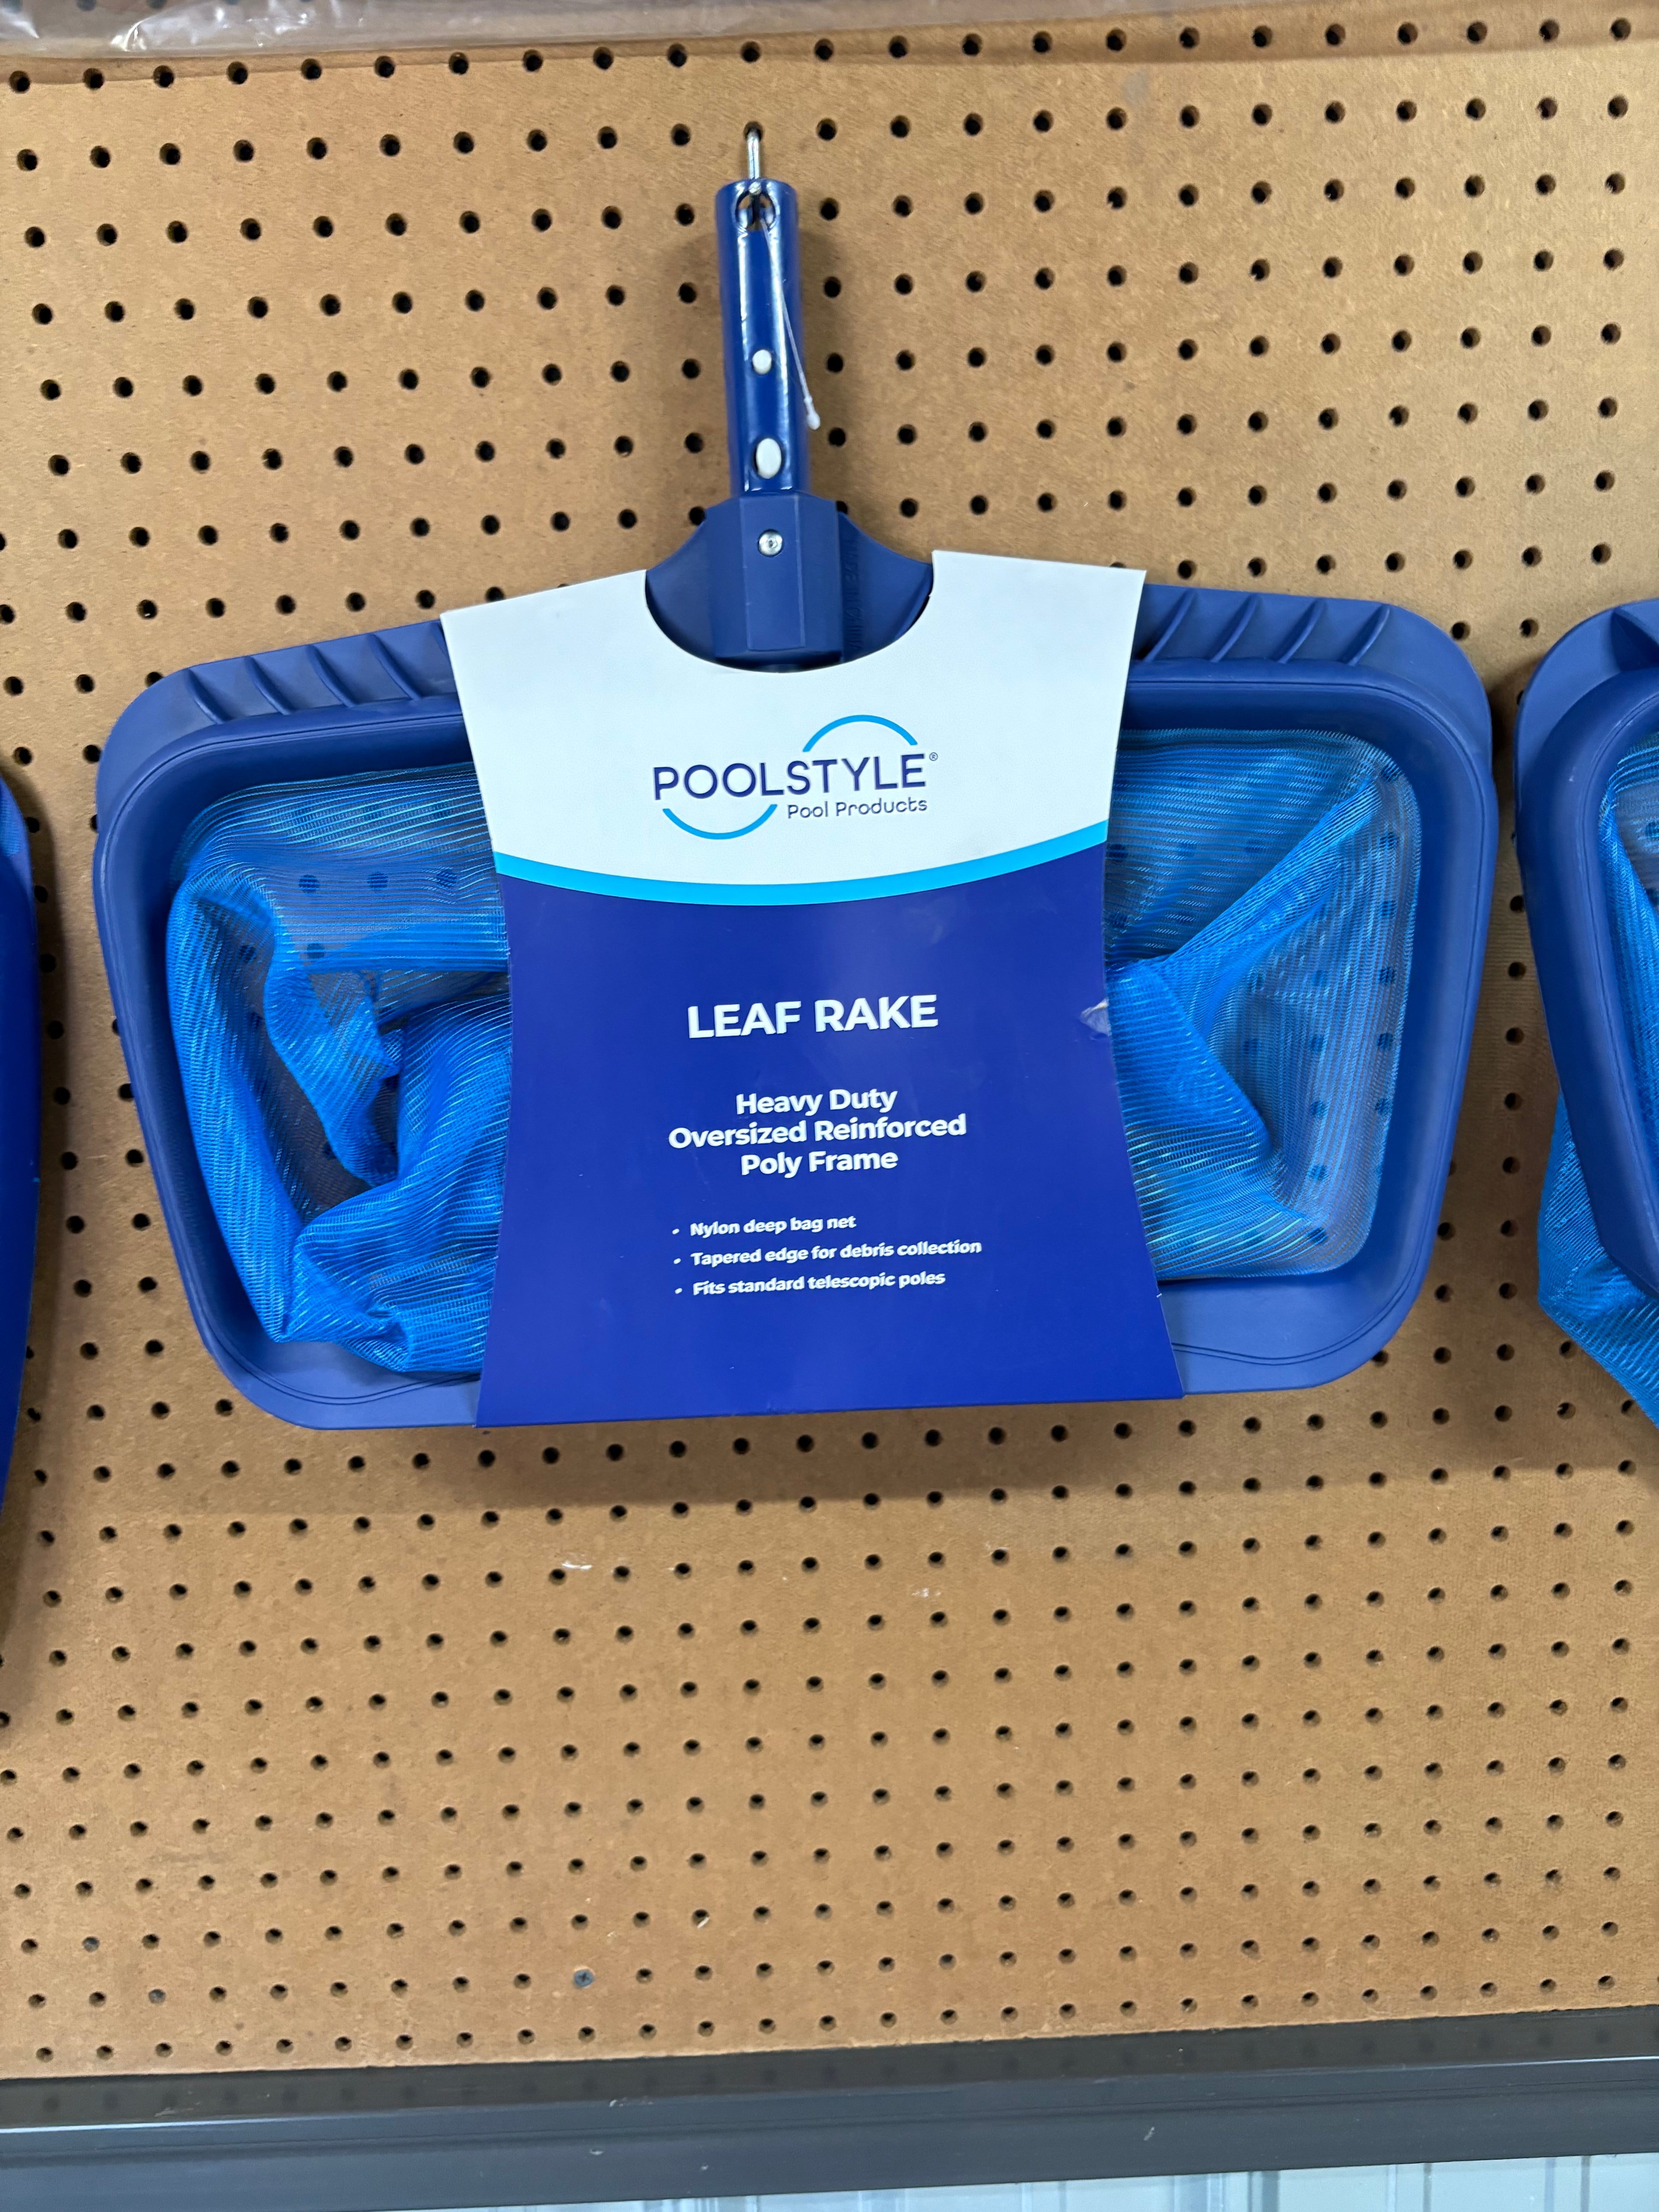 POOLSTYLE®
Pool Products
LEAF RAKE
Heavy Duty
Oversized Reinforced
Poly Frame
• Nylon deep bag net
• Tapered edge for debris collection
• Fits standard telescopic poles